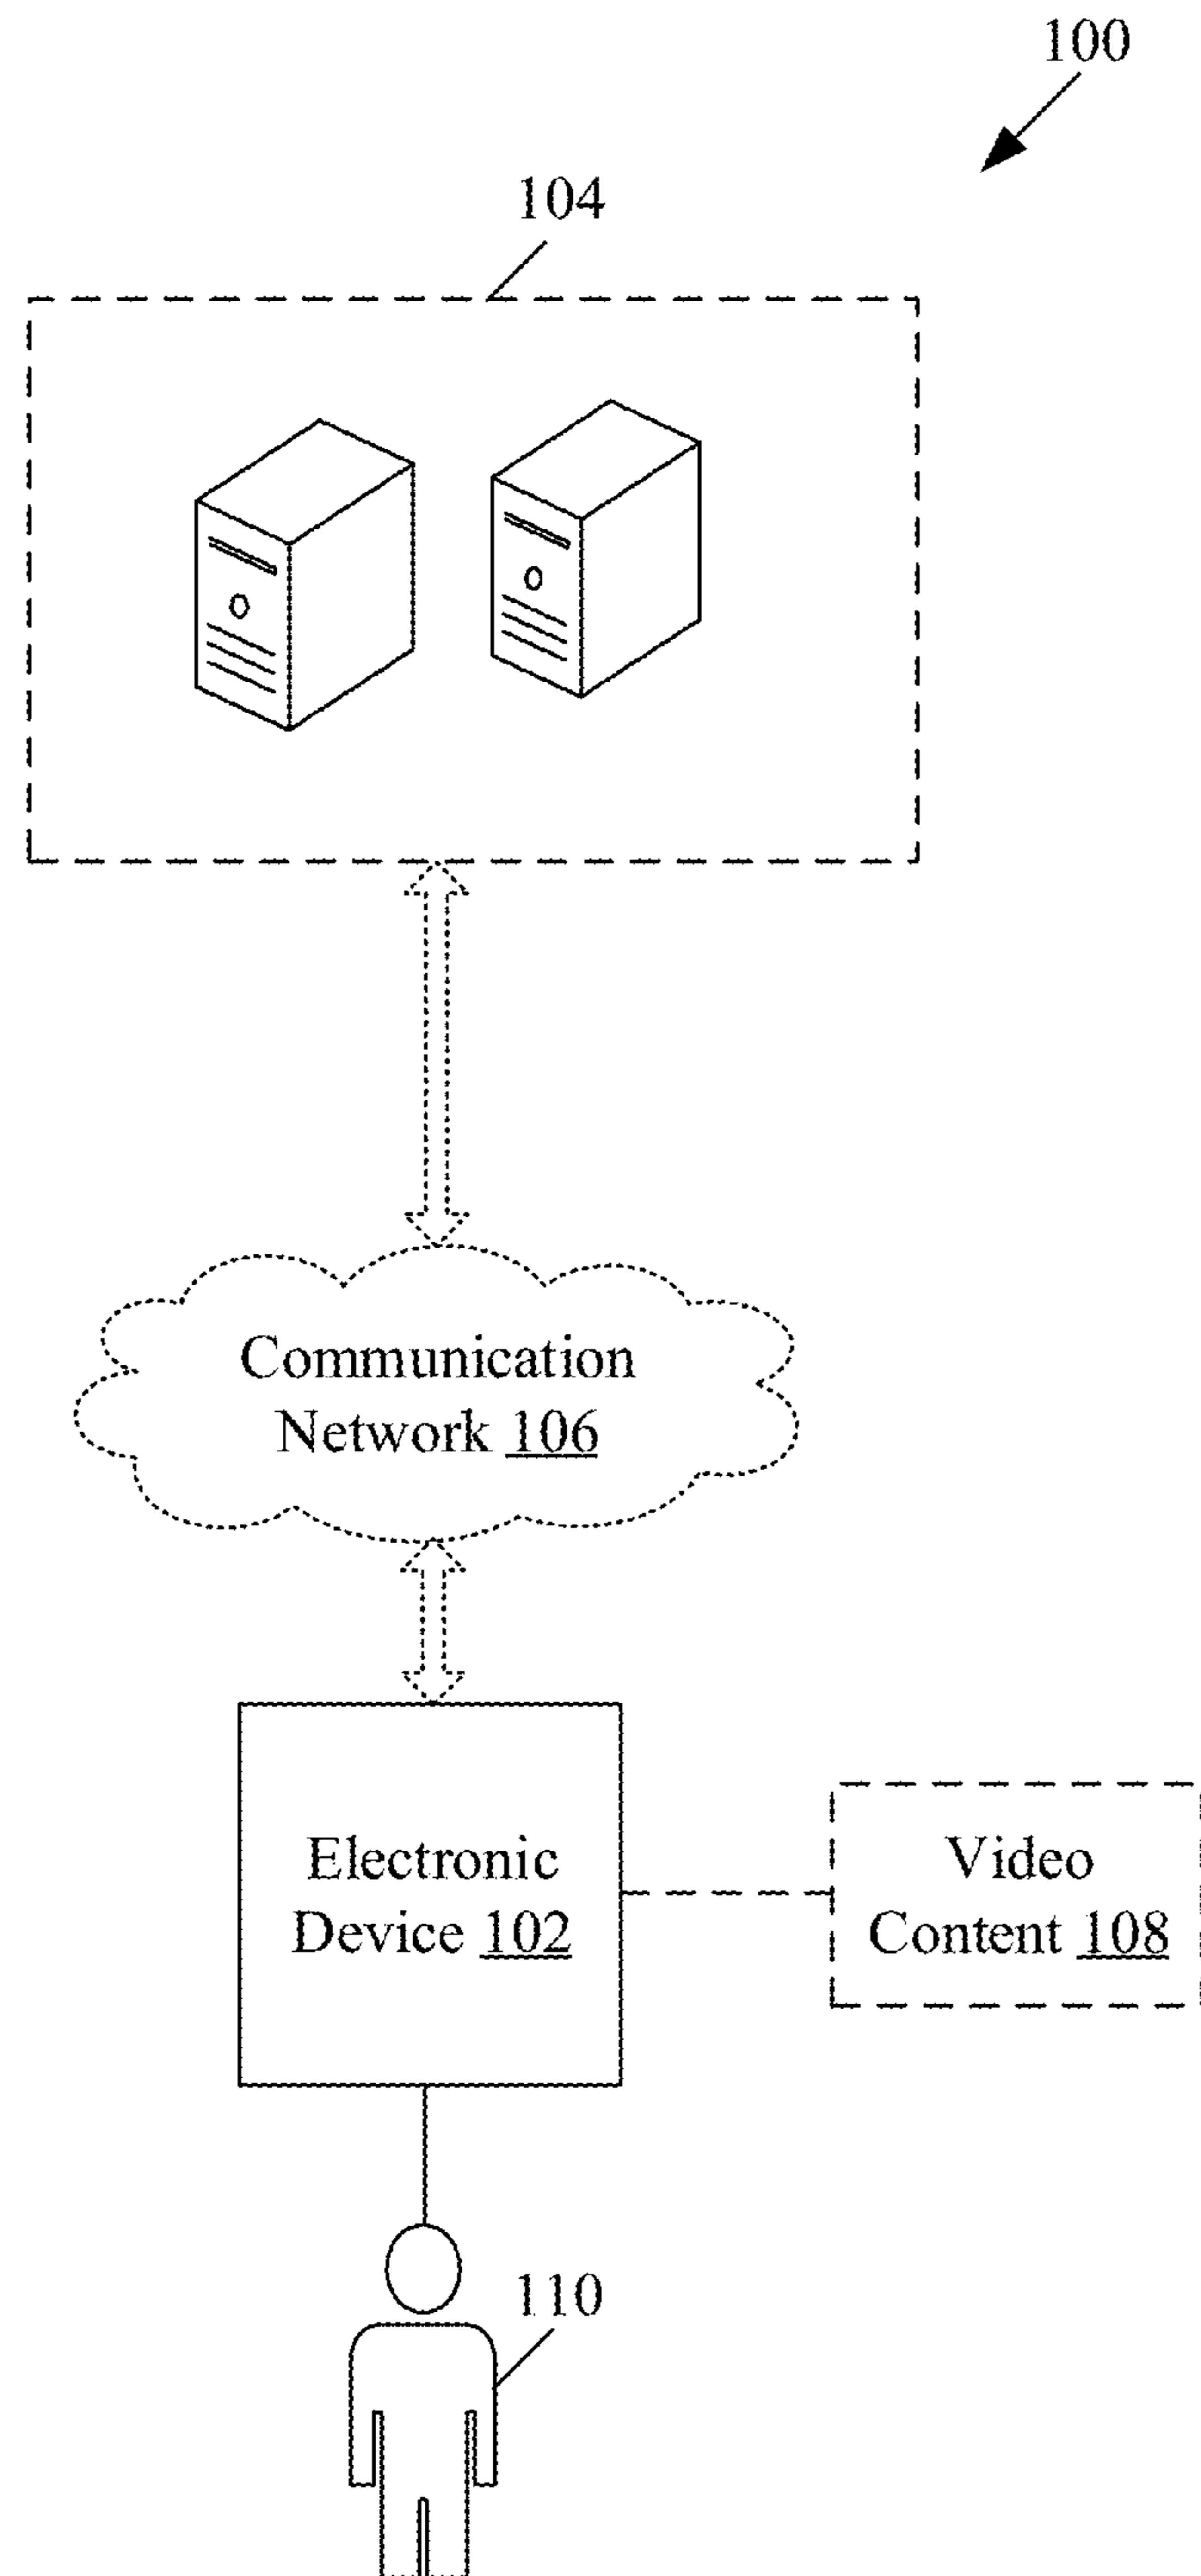 100
104
Communication
Network 106
Electronic
Device 102
Video
Content 108
110